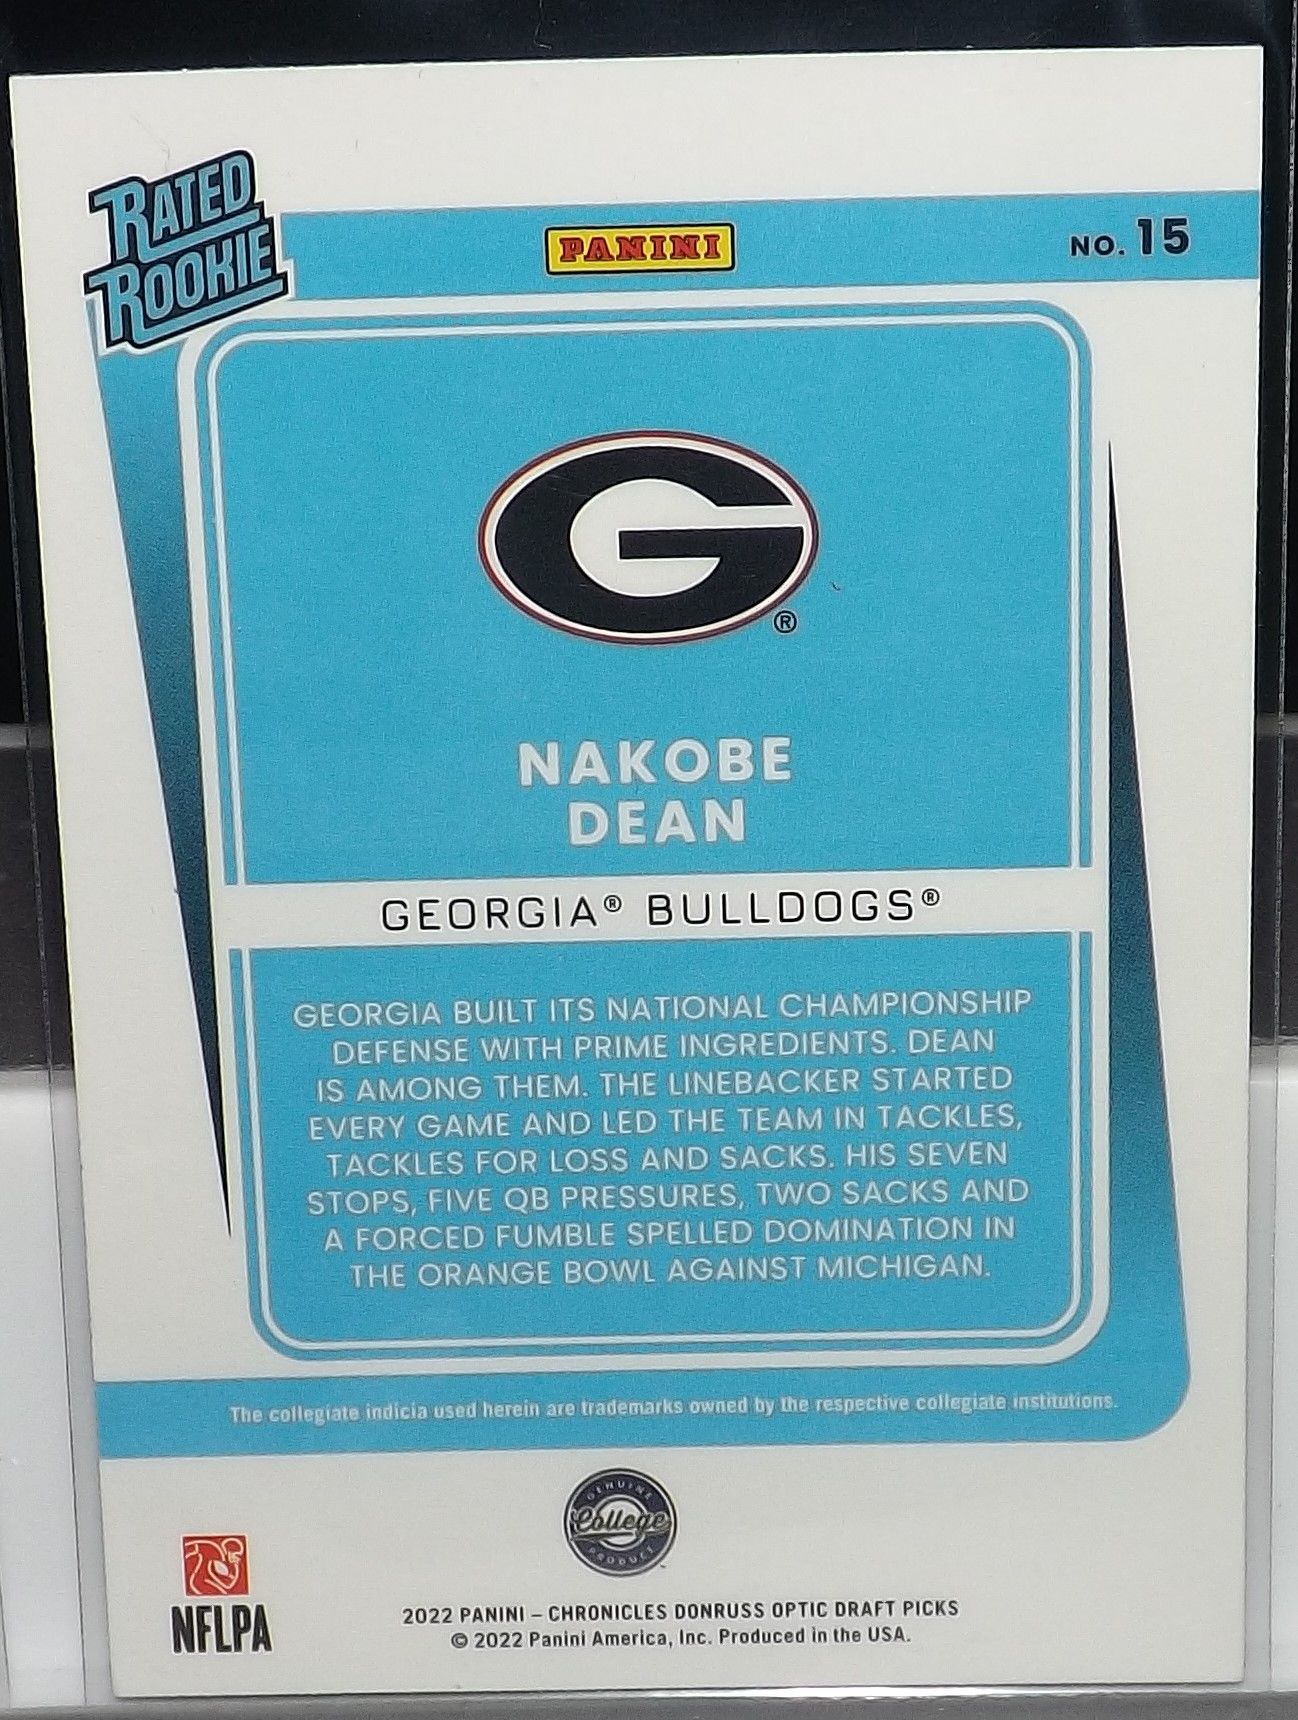 RATED
ROOKIE
PANINI
NO. 15
G
®
NAKOBE
DEAN
GEORGIA® BULLDOGS®
GEORGIA BUILT ITS NATIONAL CHAMPIONSHIP
DEFENSE WITH PRIME INGREDIENTS. DEAN
IS AMONG THEM. THE LINEBACKER STARTED
EVERY GAME AND LED THE TEAM IN TACKLES,
TACKLES FOR LOSS AND SACKS. HIS SEVEN
STOPS, FIVE QB PRESSURES, TWO SACKS AND
A FORCED FUMBLE SPELLED DOMINATION IN
THE ORANGE BOWL AGAINST MICHIGAN.
The collegiate indicia used herein are trademarks owned by the respective collegiate institutions.
GENUINE
College
PRODUCT
NFLPA
2022 PANINI – CHRONICLES DONRUSS OPTIC DRAFT PICKS
© 2022 Panini America, Inc. Produced in the USA.